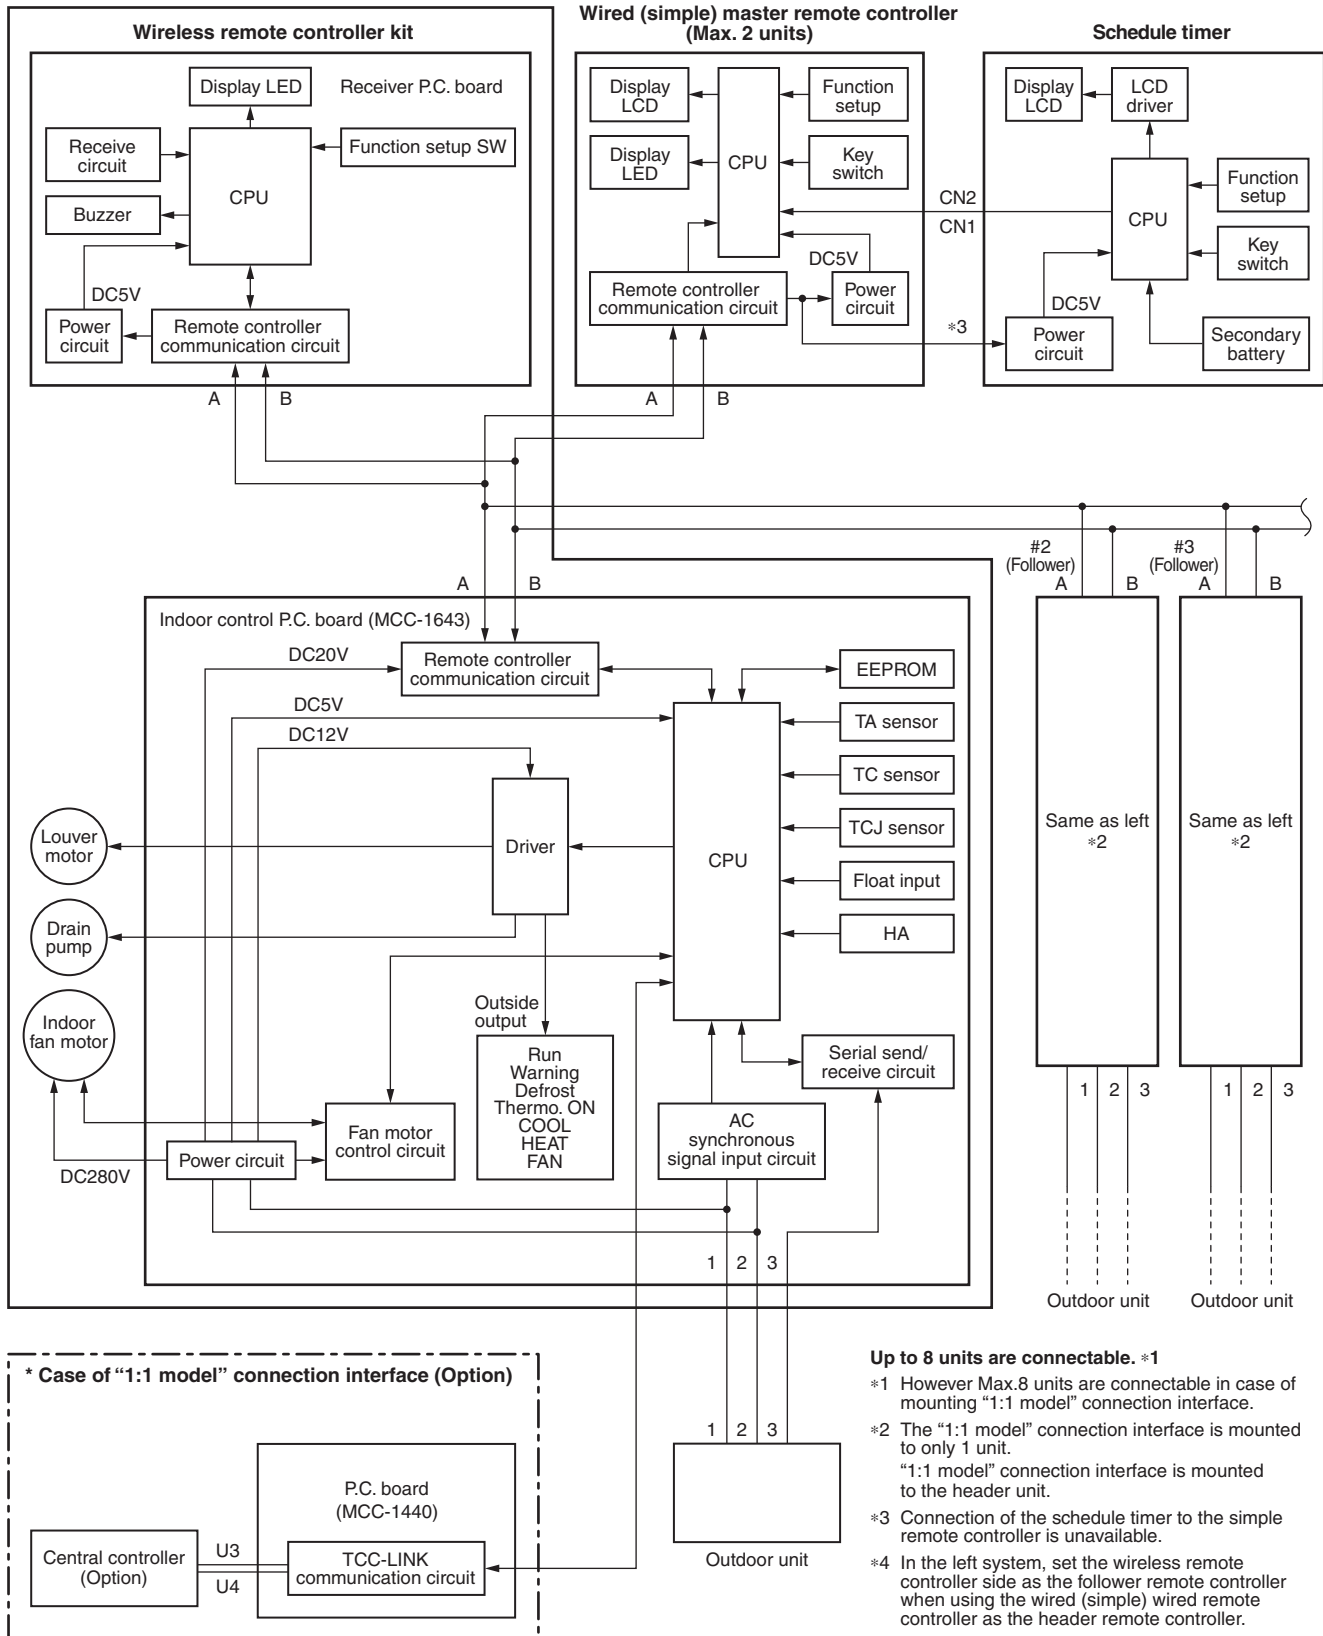 Wireless remote controller kit
Display LED
Receiver P.C. board
Receive
circuit
Function setup SW
CPU
Buzzer
DC5V
Power
circuit
Remote controller
communication circuit
A
B
Wired (simple) master remote controller
(Max. 2 units)
Display
LCD
Function
setup
Display
LED
CPU
Key
switch
DC5V
Remote controller
communication circuit
Power
circuit
A
B
CN2
CN1
*3
Schedule timer
Display
LCD
LCD
driver
CPU
Function
setup
Key
switch
DC5V
Power
circuit
Secondary
battery
#2
(Follower)
A
B
#3
(Follower)
A
B
A
B
Indoor control P.C. board (MCC-1643)
DC20V
Remote controller
communication circuit
DC5V
DC12V
EEPROM
TA sensor
TC sensor
TCJ sensor
Float input
HA
Driver
CPU
Louver
motor
Drain
pump
Indoor
fan motor
Outside
output
Run
Warning
Defrost
Thermo. ON
COOL
HEAT
FAN
Serial send/
receive circuit
Fan motor
control circuit
AC
synchronous
signal input circuit
Power circuit
DC280V
1 2 3
Same as left
*2
Same as left
*2
1 2 3
1 2 3
Outdoor unit
Outdoor unit
* Case of “1:1 model” connection interface (Option)
P.C. board
(MCC-1440)
Central controller
(Option)
U3
U4
TCC-LINK
communication circuit
1 2 3
Outdoor unit
Up to 8 units are connectable. *1
*1 However Max.8 units are connectable in case of
mounting “1:1 model” connection interface.
*2 The “1:1 model” connection interface is mounted
to only 1 unit.
“1:1 model” connection interface is mounted
to the header unit.
*3 Connection of the schedule timer to the simple
remote controller is unavailable.
*4 In the left system, set the wireless remote
controller side as the follower remote controller
when using the wired (simple) wired remote
controller as the header remote controller.